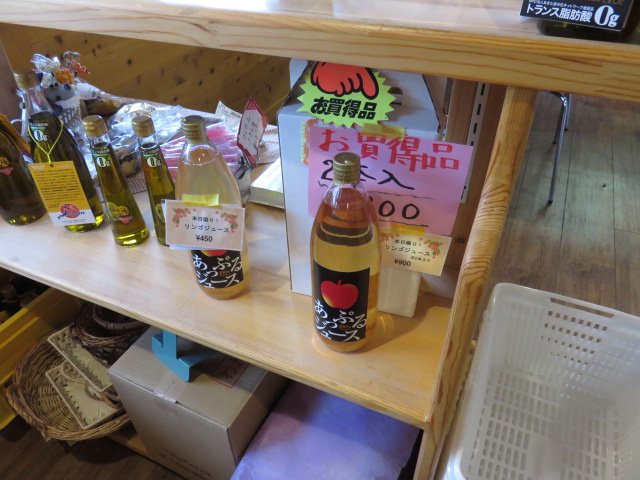 トランス脂肪酸0g
お買得品
お買得品
2本入
00
本日限り!
リンゴジュース
¥450
本日限り!
リンゴジュース
¥900
0g
0g
あっぷる
ジュース
あっぷる
ジュース